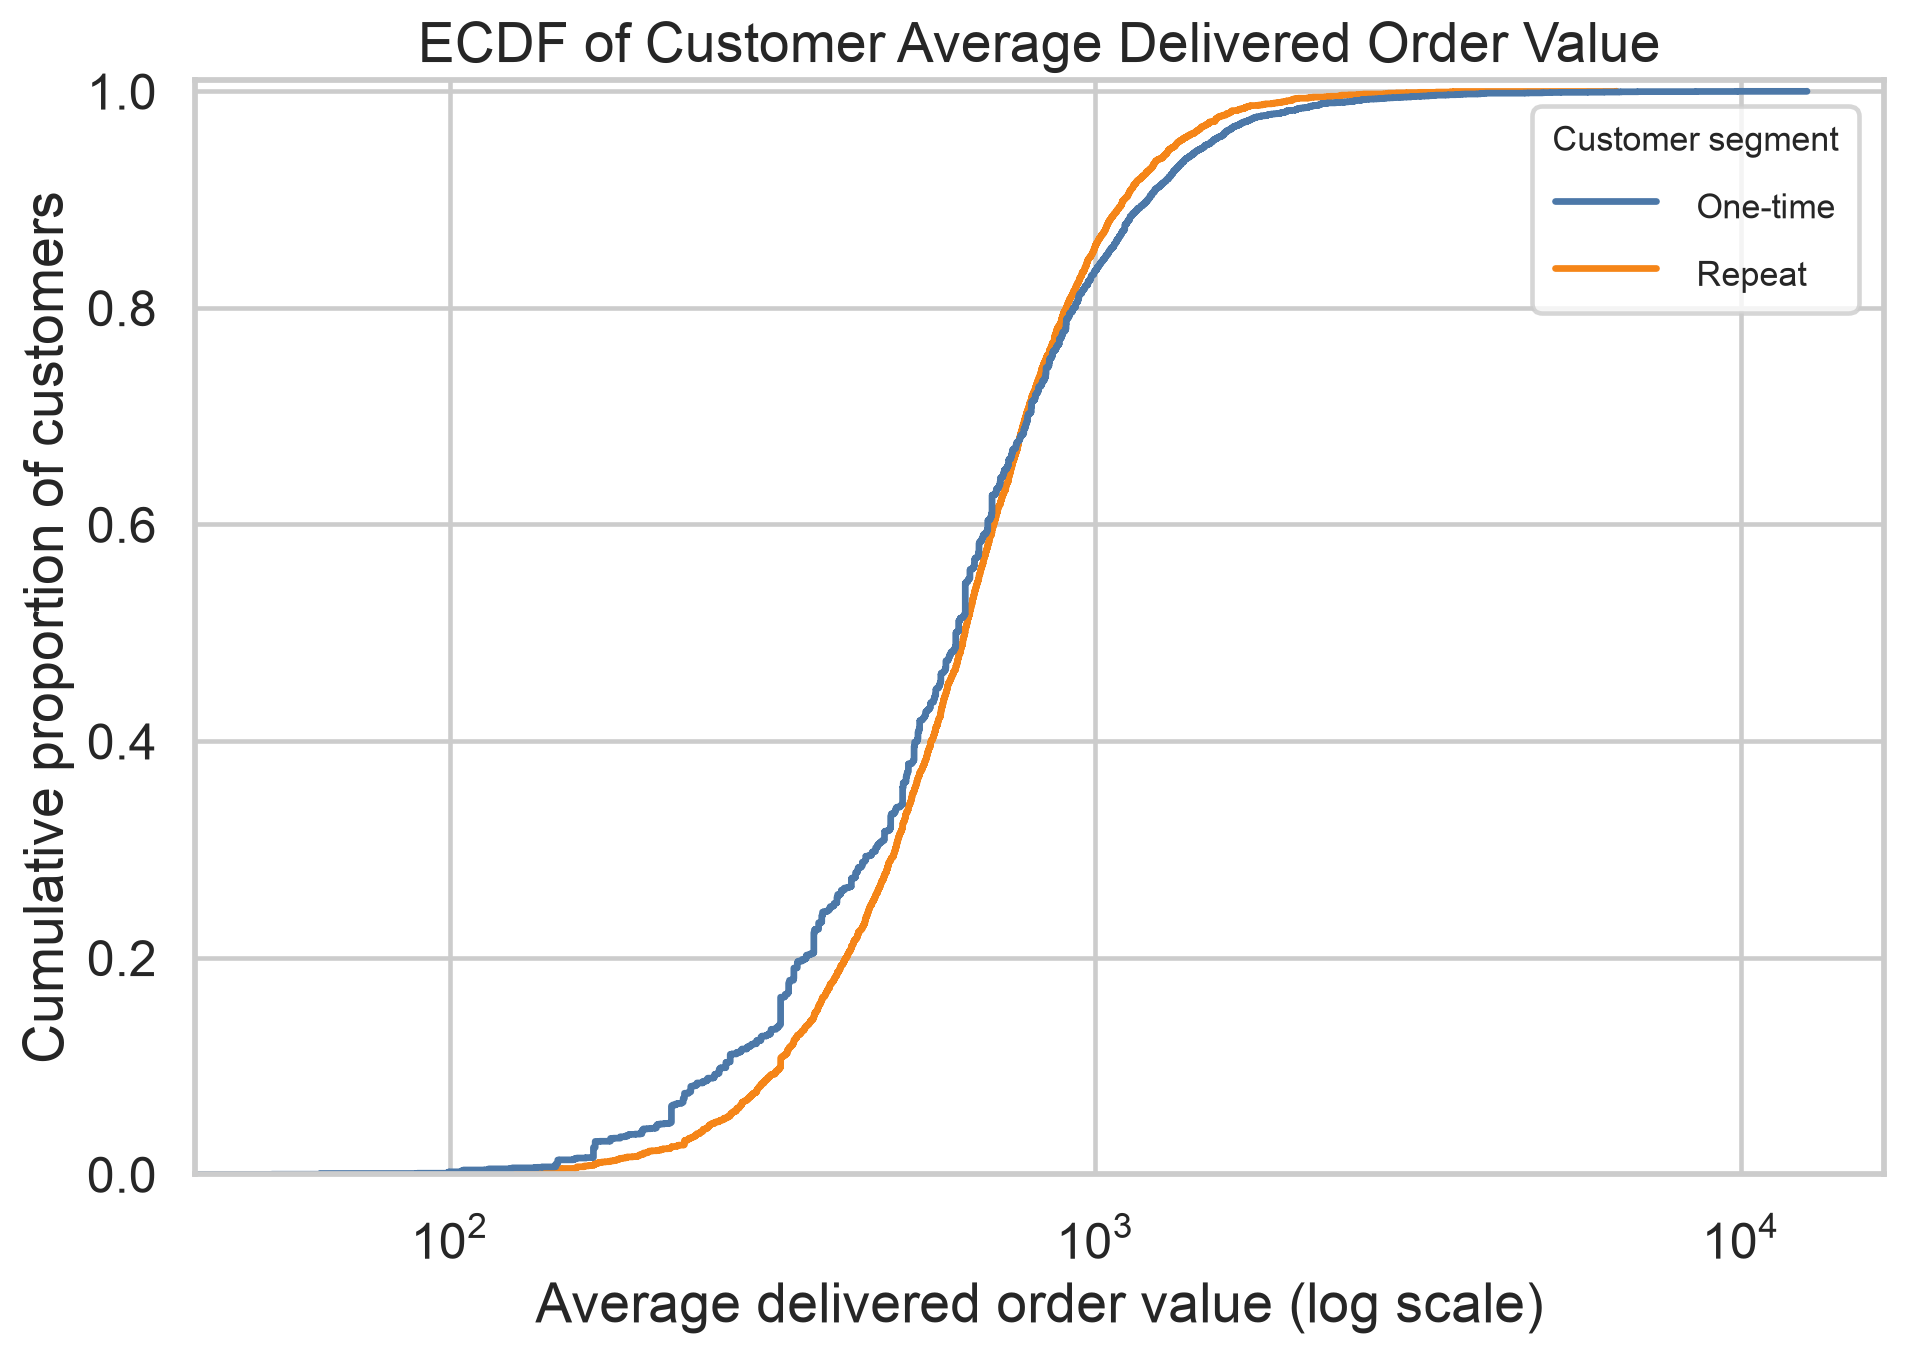 ECDF of Customer Average Delivered Order Value
Cumulative proportion of customers
1.0
0.8
0.6
0.4
0.2
0.0
Customer segment
One-time
Repeat
10²
10³
10⁴
Average delivered order value (log scale)